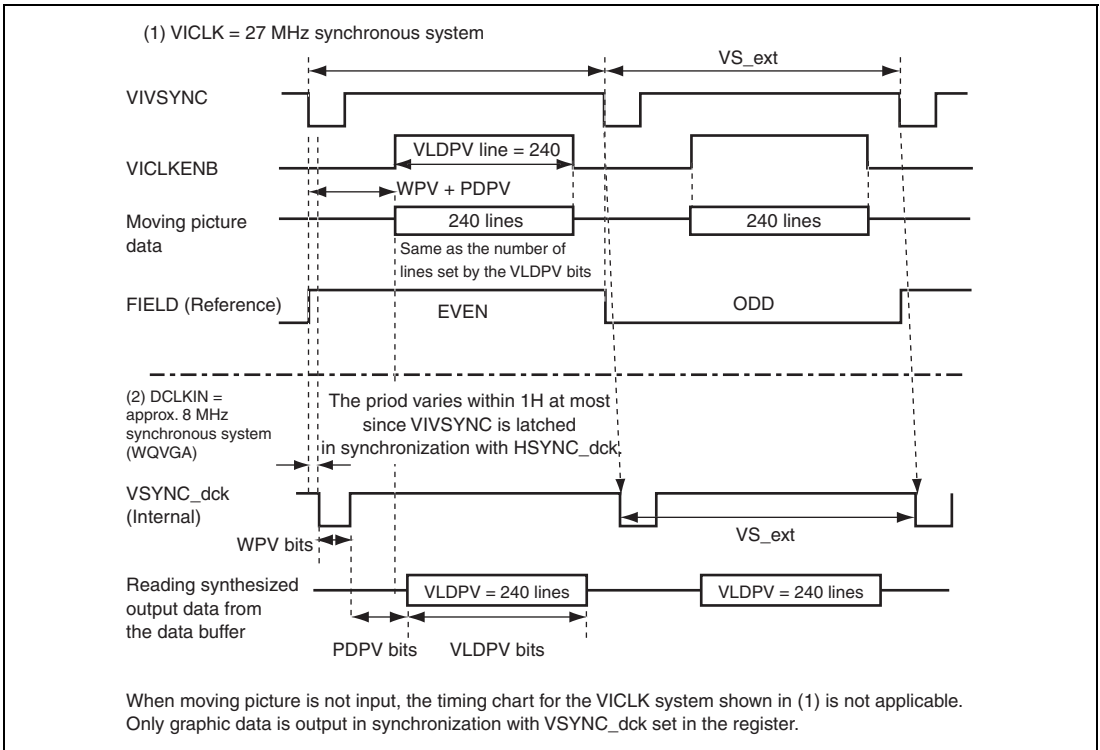 (1) VICLK = 27 MHz synchronous system
VS_ext
VIVSYNC
VLDPV line = 240
VICLKENB
WPV + PDPV
Moving picture
data
240 lines
240 lines
Same as the number of
lines set by the VLDPV bits
FIELD (Reference)
EVEN
ODD
(2) DCLKIN =
approx. 8 MHz
synchronous system
(WQVGA)
The priod varies within 1H at most
since VIVSYNC is latched
in synchronization with HSYNC_dck.
VSYNC_dck
(Internal)
VS_ext
WPV bits
Reading synthesized
output data from
the data buffer
VLDPV = 240 lines
VLDPV = 240 lines
PDPV bits
VLDPV bits
When moving picture is not input, the timing chart for the VICLK system shown in (1) is not applicable.
Only graphic data is output in synchronization with VSYNC_dck set in the register.